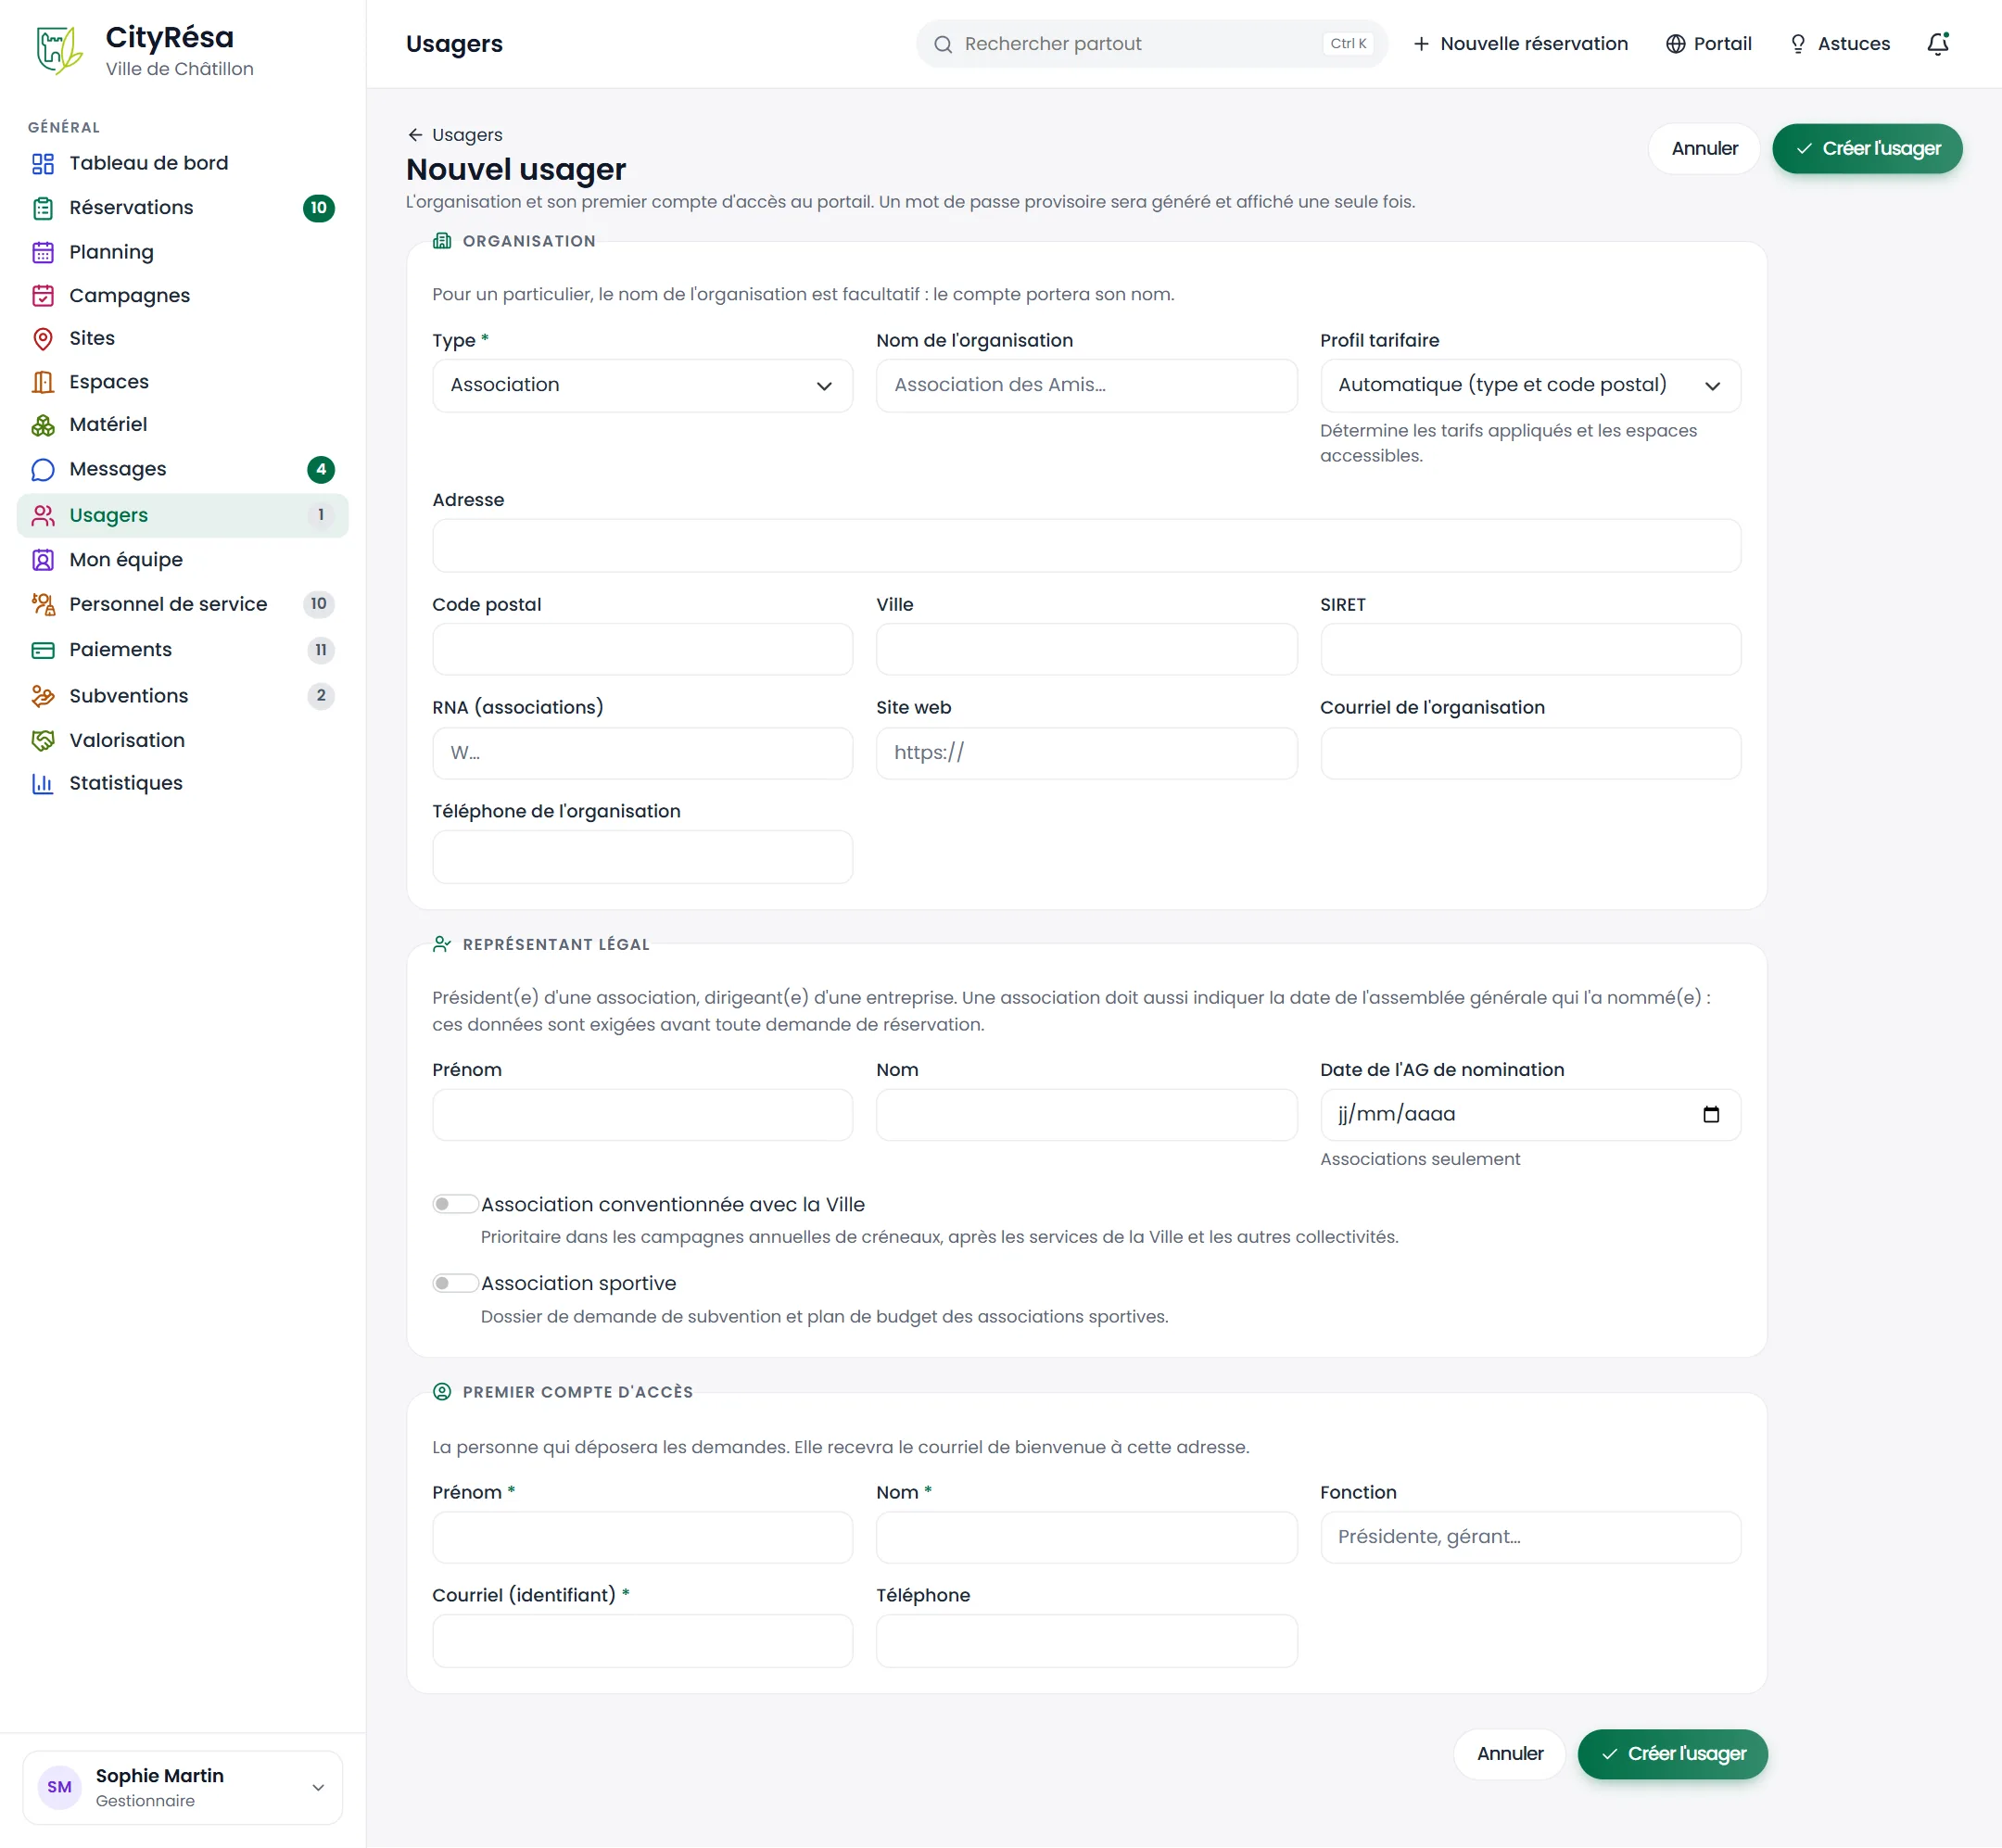 CityRésa
Ville de Châtillon
GÉNÉRAL
Tableau de bord
Réservations 10
Planning
Campagnes
Sites
Espaces
Matériel
Messages 4
Usagers 1
Mon équipe
Personnel de service 10
Paiements 11
Subventions 2
Valorisation
Statistiques
SM
Sophie Martin
Gestionnaire
Usagers
Rechercher partout Ctrl K
Nouvelle réservation
Portail
Astuces
Usagers
Nouvel usager
L'organisation et son premier compte d'accès au portail. Un mot de passe provisoire sera généré et affiché une seule fois.
Annuler
Créer l'usager
ORGANISATION
Pour un particulier, le nom de l'organisation est facultatif : le compte portera son nom.
Type * Nom de l'organisation Profil tarifaire
Association Association des Amis... Automatique (type et code postal)
Détermine les tarifs appliqués et les espaces
accessibles.
Adresse
Code postal Ville SIRET
RNA (associations) Site web Courriel de l'organisation
W... https://
Téléphone de l'organisation
REPRÉSENTANT LÉGAL
Président(e) d'une association, dirigeant(e) d'une entreprise. Une association doit aussi indiquer la date de l'assemblée générale qui l'a nommé(e) :
ces données sont exigées avant toute demande de réservation.
Prénom Nom Date de l'AG de nomination
jj/mm/aaaa
Associations seulement
Association conventionnée avec la Ville
Prioritaire dans les campagnes annuelles de créneaux, après les services de la Ville et les autres collectivités.
Association sportive
Dossier de demande de subvention et plan de budget des associations sportives.
PREMIER COMPTE D'ACCÈS
La personne qui déposera les demandes. Elle recevra le courriel de bienvenue à cette adresse.
Prénom * Nom * Fonction
Présidente, gérant...
Courriel (identifiant) * Téléphone
Annuler
Créer l'usager